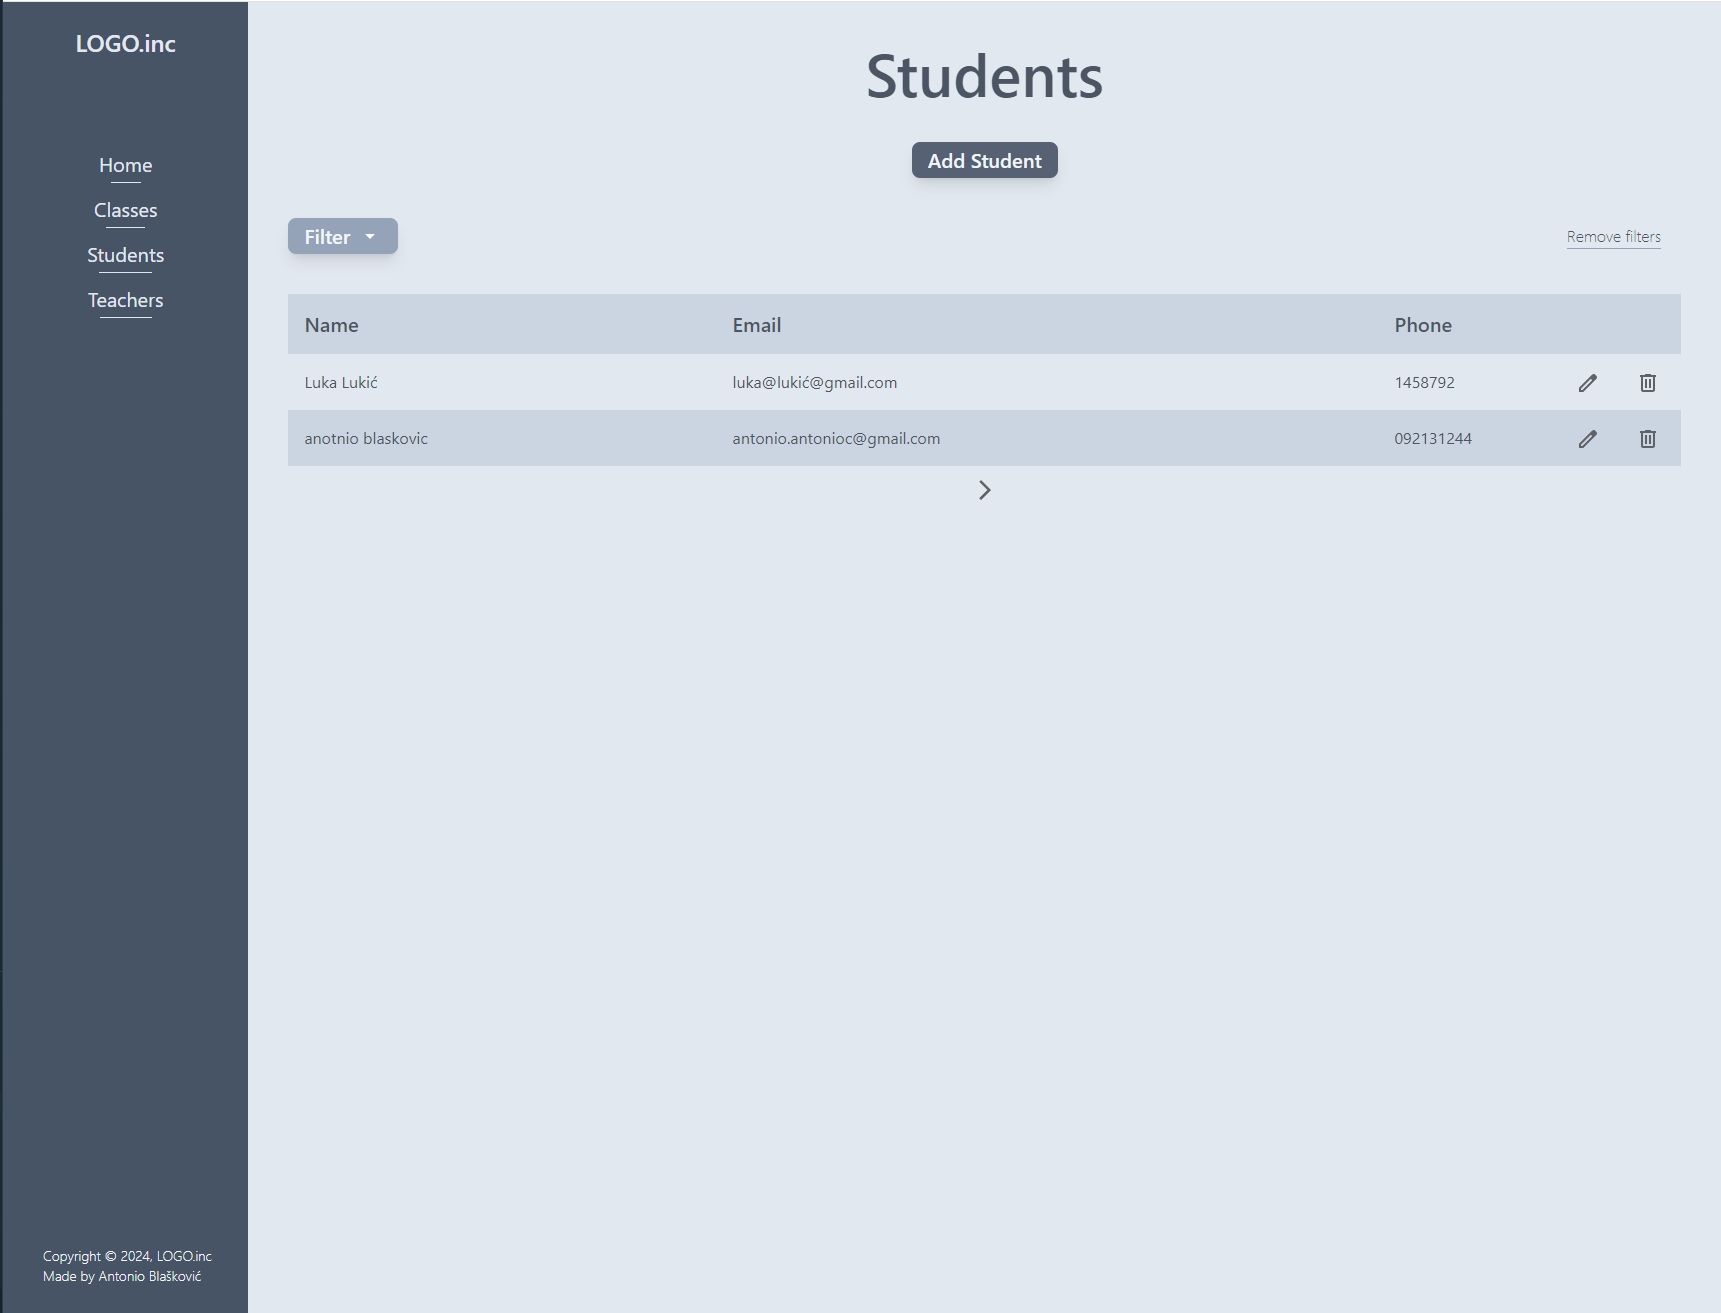 LOGO.inc
Home
Classes
Students
Teachers
Copyright © 2024, LOGO.inc
Made by Antonio Blašković
Students
Add Student
Filter
Remove filters
Name Email Phone
Luka Lukić luka@lukić@gmail.com 1458792
anotnio blaskovic antonio.antonioc@gmail.com 092131244